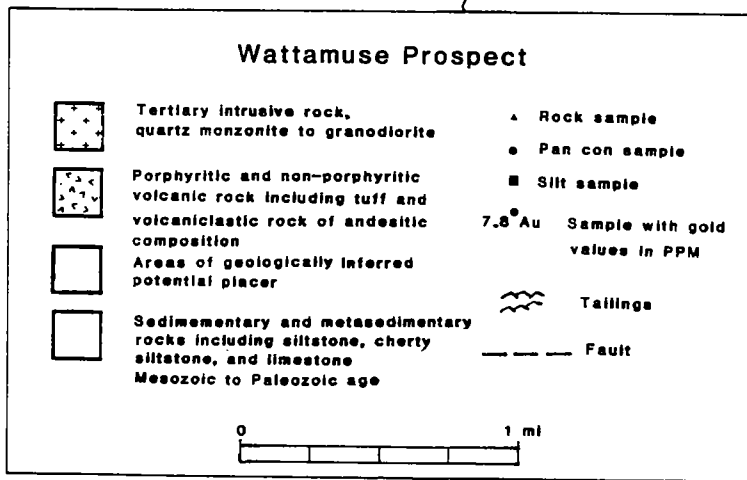 Wattamuse Prospect
Tertiary intrusive rock,
quartz monzonite to granodiorite
Porphyritic and non-porphyritic
volcanic rock including tuff and
volcaniclastic rock of andesitic
composition
Areas of geologically inferred
potential placer
Sedimementary and metasedimentary
rocks including siltstone, cherty
siltstone, and limestone
Mesozoic to Paleozoic age
Rock sample
Pan con sample
Silt sample
7.8 Au Sample with gold
values in PPM
Tailings
Fault
0 1 mi